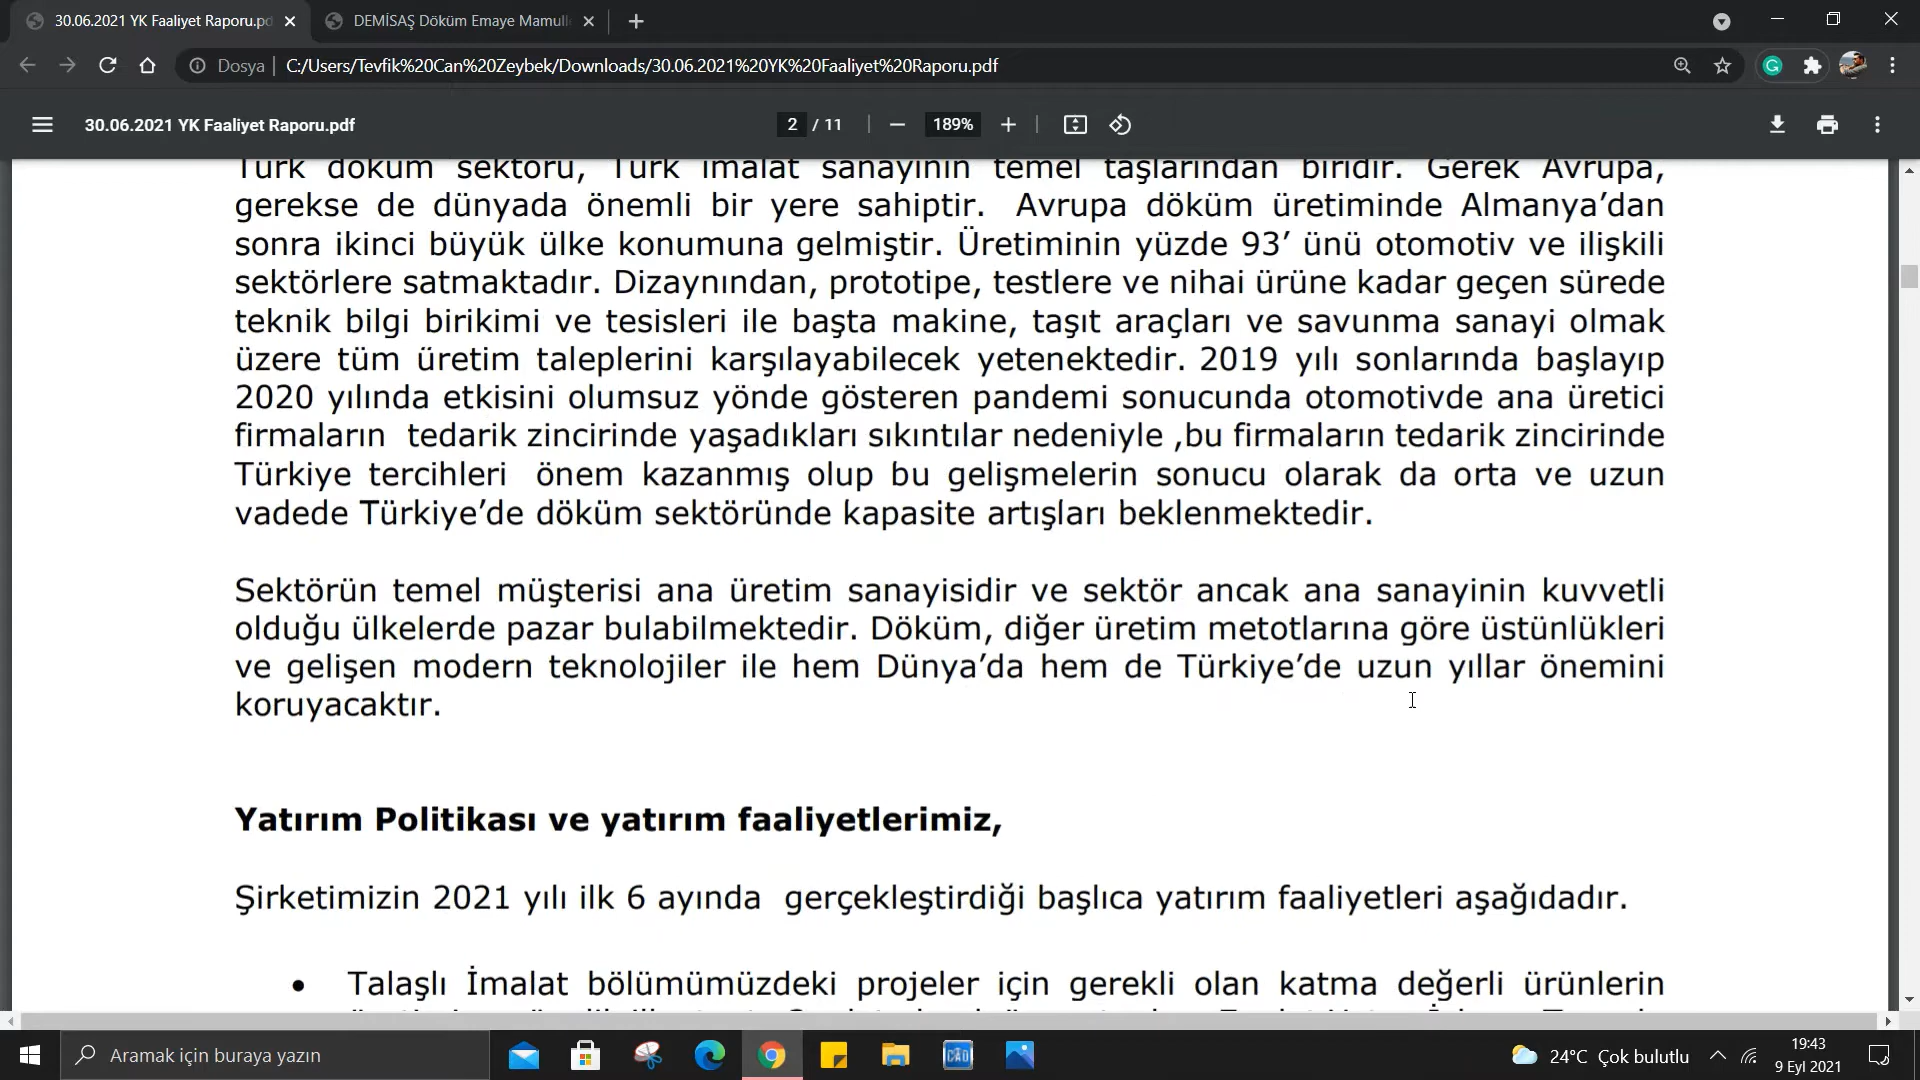 30.06.2021 YK Faaliyet Raporu.pd
DEMİSAŞ Döküm Emaye Mamull
Dosya
C:/Users/Tevfik%20Can%20Zeybek/Downloads/30.06.2021%20YK%20Faaliyet%20Raporu.pdf
30.06.2021 YK Faaliyet Raporu.pdf
2 / 11
189%
Türk döküm sektörü, Türk imalat sanayinin temel taşlarından biridir. Gerek Avrupa,
gerekse de dünyada önemli bir yere sahiptir. Avrupa döküm üretiminde Almanya’dan
sonra ikinci büyük ülke konumuna gelmiştir. Üretiminin yüzde 93’ ünü otomotiv ve ilişkili
sektörlere satmaktadır. Dizaynından, prototipe, testlere ve nihai ürüne kadar geçen sürede
teknik bilgi birikimi ve tesisleri ile başta makine, taşıt araçları ve savunma sanayi olmak
üzere tüm üretim taleplerini karşılayabilecek yetenektedir. 2019 yılı sonlarında başlayıp
2020 yılında etkisini olumsuz yönde gösteren pandemi sonucunda otomotivde ana üretici
firmaların tedarik zincirinde yaşadıkları sıkıntılar nedeniyle ,bu firmaların tedarik zincirinde
Türkiye tercihleri önem kazanmış olup bu gelişmelerin sonucu olarak da orta ve uzun
vadede Türkiye’de döküm sektöründe kapasite artışları beklenmektedir.
Sektörün temel müşterisi ana üretim sanayisidir ve sektör ancak ana sanayinin kuvvetli
olduğu ülkelerde pazar bulabilmektedir. Döküm, diğer üretim metotlarına göre üstünlükleri
ve gelişen modern teknolojiler ile hem Dünya’da hem de Türkiye’de uzun yıllar önemini
koruyacaktır.
Yatırım Politikası ve yatırım faaliyetlerimiz,
Şirketimizin 2021 yılı ilk 6 ayında gerçekleştirdiği başlıca yatırım faaliyetleri aşağıdadır.
• Talaşlı İmalat bölümümüzdeki projeler için gerekli olan katma değerli ürünlerin
Aramak için buraya yazın
24°C Çok bulutlu
19:43
9 Eyl 2021